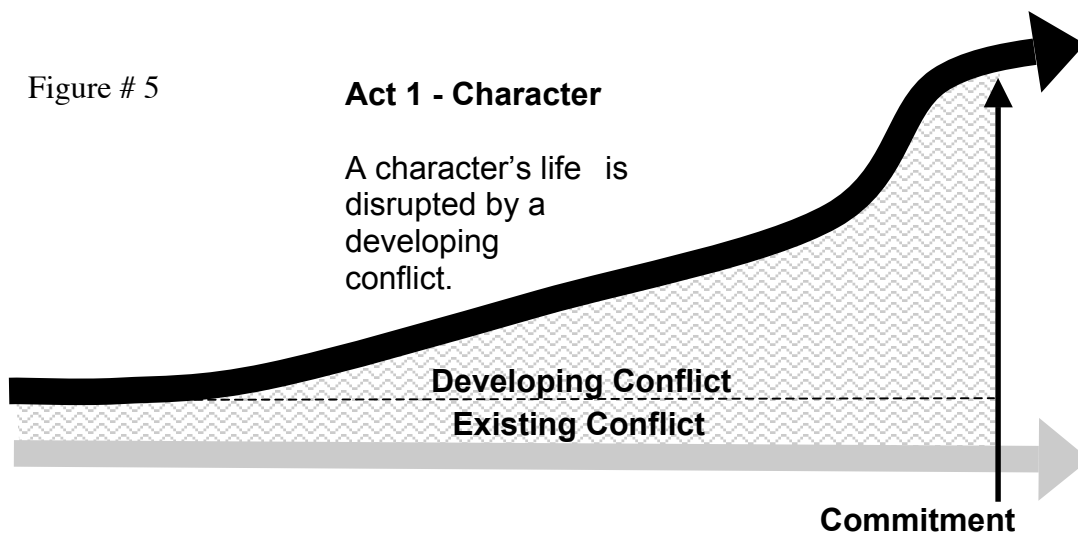 Figure # 5
Act 1 - Character
A character’s life is
disrupted by a
developing
conflict.
Developing Conflict
Existing Conflict
Commitment